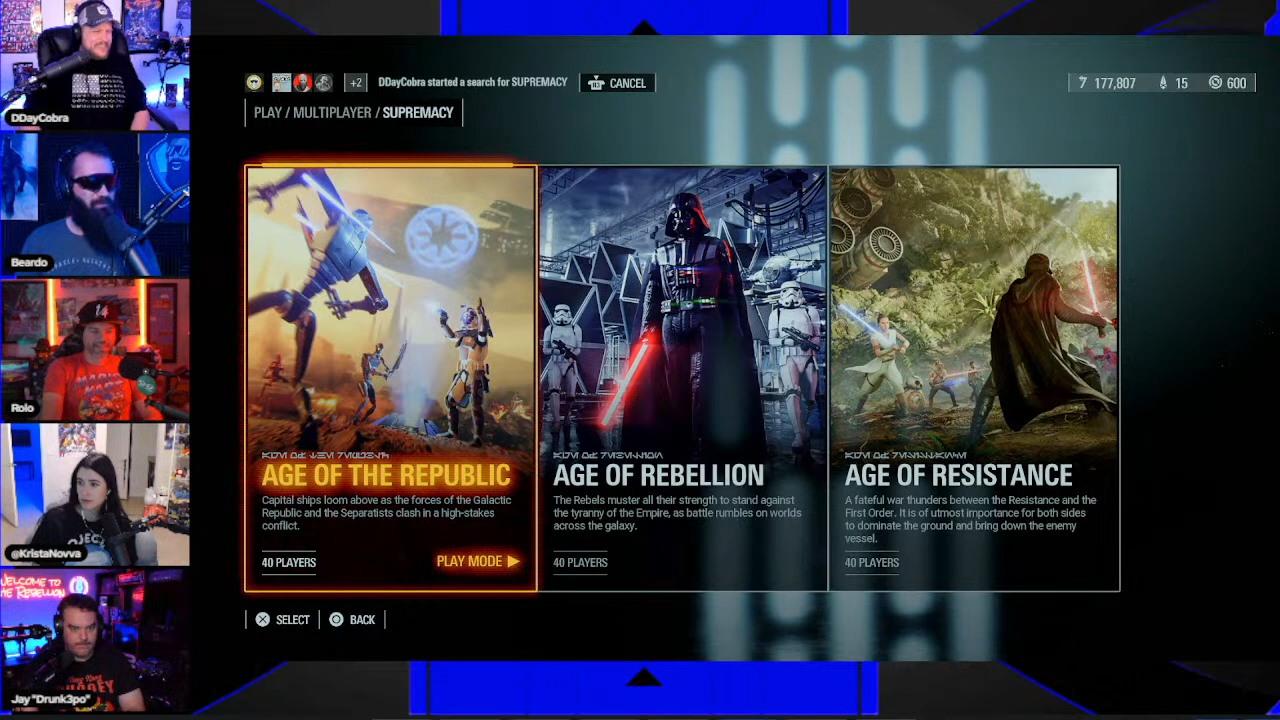 DDayCobra
Beardo
Rolo
@KristaNovva
WELCOME TO
THE REBELLION
Jay "Drunk3po"
+2
DDayCobra started a search for SUPREMACY
CANCEL
177,807
15
600
PLAY / MULTIPLAYER / SUPREMACY
AGE OF THE REPUBLIC
Capital ships loom above as the forces of the Galactic
Republic and the Separatists clash in a high-stakes
conflict.
40 PLAYERS
PLAY MODE
AGE OF REBELLION
The Rebels muster all their strength to stand against
the tyranny of the Empire, as battle rumbles on worlds
across the galaxy.
40 PLAYERS
AGE OF RESISTANCE
A fateful war thunders between the Resistance and the
First Order. It is of utmost importance for both sides
to dominate the ground and bring down the enemy
vessel.
40 PLAYERS
SELECT
BACK